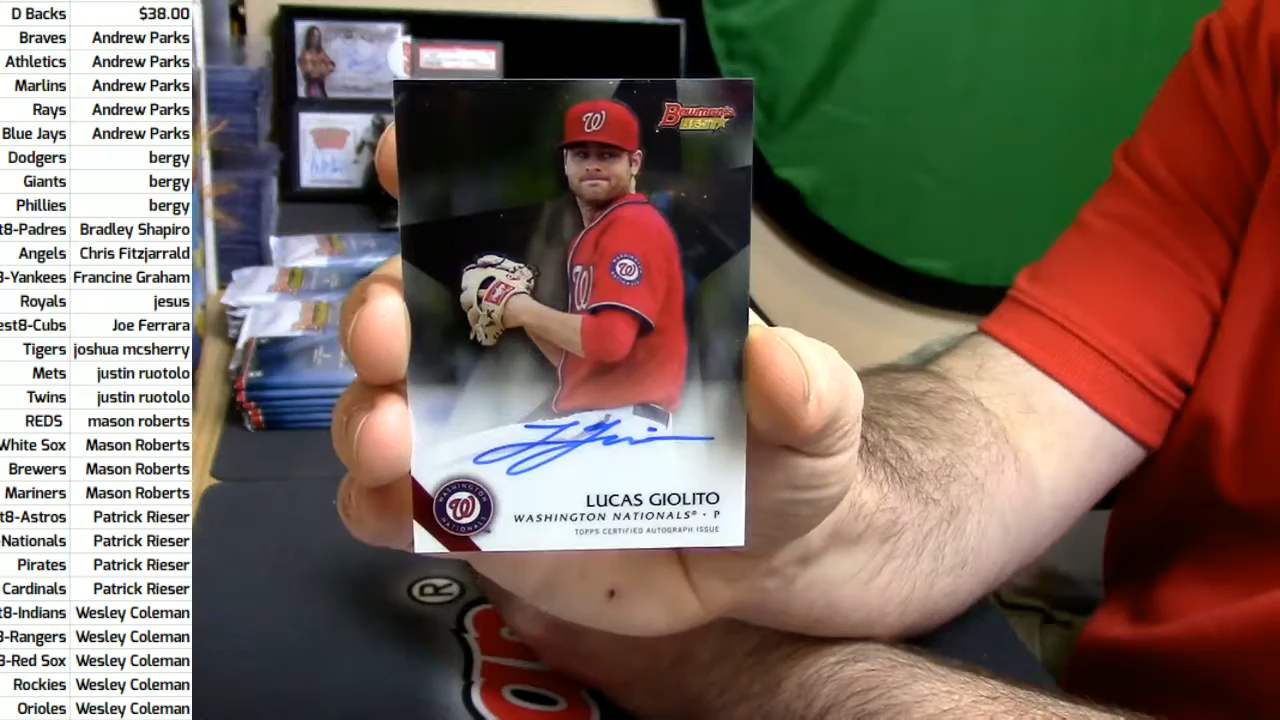 D Backs $38.00
Braves Andrew Parks
Athletics Andrew Parks
Marlins Andrew Parks
Rays Andrew Parks
Blue Jays Andrew Parks
Dodgers bergy
Giants bergy
Phillies bergy
t8-Padres Bradley Shapiro
Angels Chris Fitzjarrald
3-Yankees Francine Graham
Royals jesus
est8-Cubs Joe Ferrara
Tigers joshua mcsherry
Mets justin ruotolo
Twins justin ruotolo
REDS mason roberts
White Sox Mason Roberts
Brewers Mason Roberts
Mariners Mason Roberts
t8-Astros Patrick Rieser
-Nationals Patrick Rieser
Pirates Patrick Rieser
Cardinals Patrick Rieser
t8-Indians Wesley Coleman
3-Rangers Wesley Coleman
8-Red Sox Wesley Coleman
Rockies Wesley Coleman
Orioles Wesley Coleman
Bowman's
BEST
W
W
W
WASHINGTON
W
NATIONALS
LUCAS GIOLITO
WASHINGTON NATIONALS® · P
TOPPS CERTIFIED AUTOGRAPH ISSUE
®